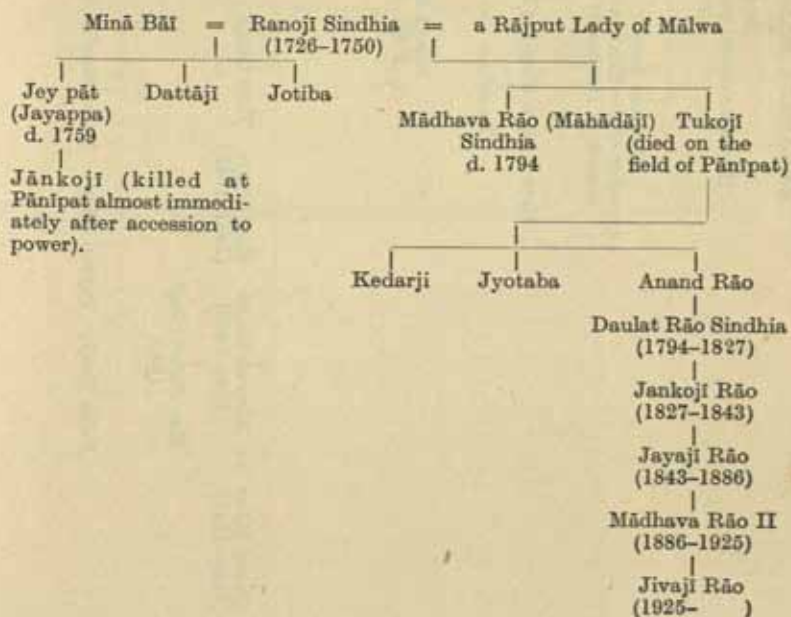 Minā Bāī = Ranojī Sindhia = a Rājput Lady of Mālwa
(1726–1750)
Jey pāt Dattājī Jotiba
(Jayappa)
d. 1759
Jānkojī (killed at
Pānīpat almost immedi-
ately after accession to
power).
Mādhava Rāo (Māhādājī) Tukojī
Sindhia (died on the
d. 1794 field of Pānīpat)
Kedarji Jyotaba Anand Rāo
Daulat Rāo Sindhia
(1794–1827)
Jankojī Rāo
(1827–1843)
Jayajī Rāo
(1843–1886)
Mādhava Rāo II
(1886–1925)
Jivajī Rāo
(1925– )